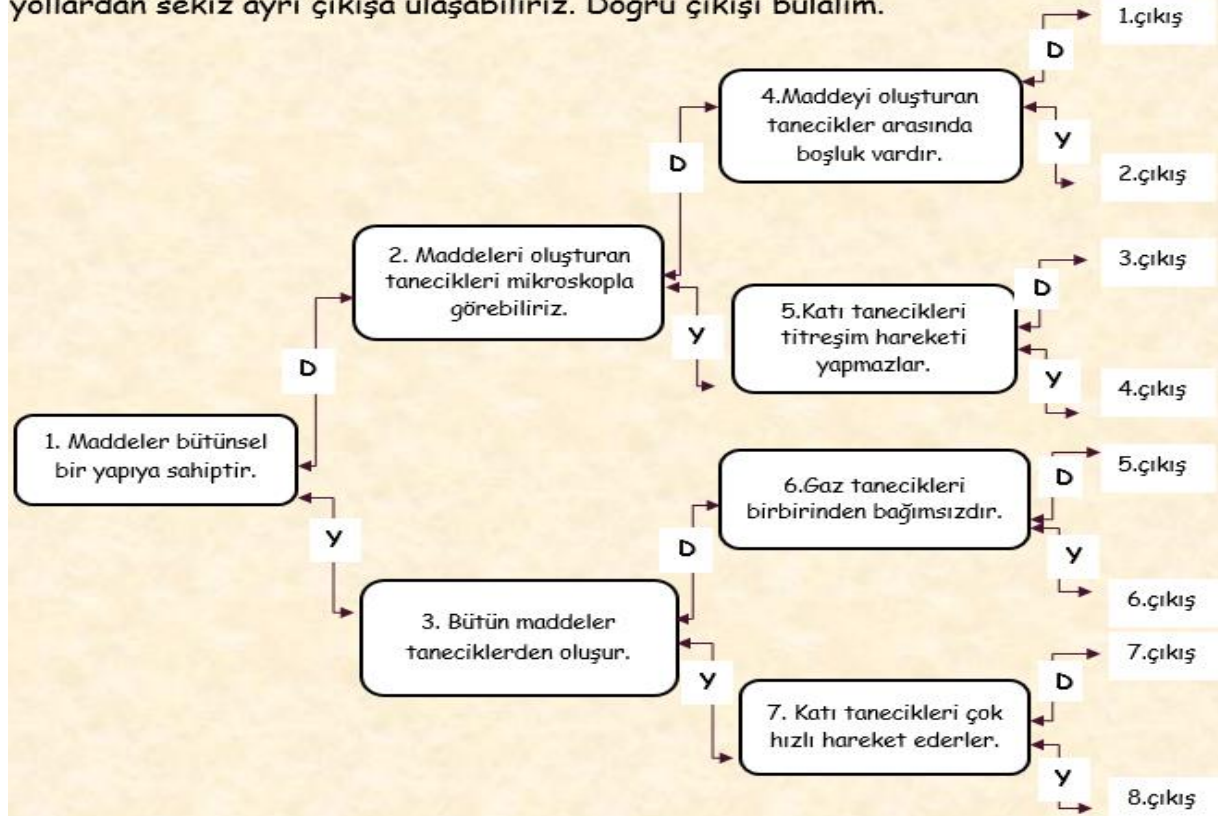 yollardan sekiz ayrı çıkışa ulaşabiliriz. Doğru çıkışı bulalım.
1.çıkış
D
4.Maddeyi oluşturan
tanecikler arasında
boşluk vardır.
Y
D
2.çıkış
2. Maddeleri oluşturan
tanecikleri mikroskopla
görebiliriz.
3.çıkış
D
5.Katı tanecikleri
titreşim hareketi
yapmazlar.
Y
D
Y
4.çıkış
1. Maddeler bütünsel
bir yapıya sahiptir.
5.çıkış
D
6.Gaz tanecikleri
birbirinden bağımsızdır.
Y
D
Y
6.çıkış
3. Bütün maddeler
taneciklerden oluşur.
7.çıkış
D
Y
7. Katı tanecikleri çok
hızlı hareket ederler.
Y
8.çıkış